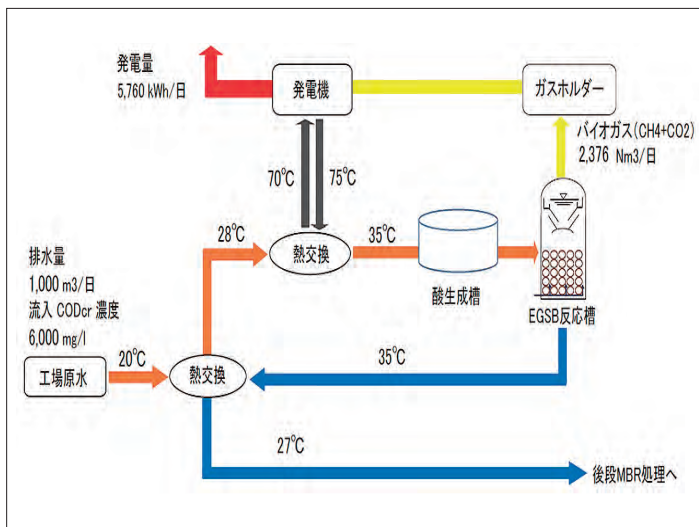 発電量
5,760 kWh/日
発電機
ガスホルダー
バイオガス(CH4+CO2)
2,376 Nm3/日
70℃
75℃
28℃
熱交換
35℃
酸生成槽
EGSB反応槽
排水量
1,000 m3/日
流入 CODcr 濃度
6,000 mg/l
工場原水
20℃
熱交換
35℃
27℃
後段MBR処理へ